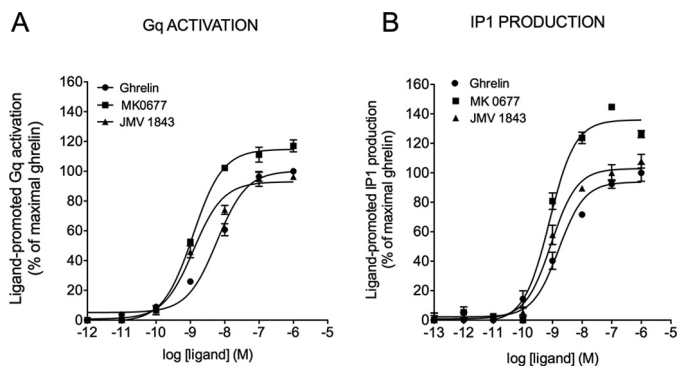 A
Gq ACTIVATION
Ligand-promoted Gq activation
(% of maximal ghrelin)
160
140
120
100
80
60
40
20
0
Ghrelin
MK0677
JMV 1843
-12 -11 -10 -9 -8 -7 -6 -5
log [ligand] (M)
B
IP1 PRODUCTION
Ligand-promoted IP1 production
(% of maximal ghrelin)
160
140
120
100
80
60
40
20
0
Ghrelin
MK 0677
JMV 1843
-13 -12 -11 -10 -9 -8 -7 -6 -5
log [ligand] (M)